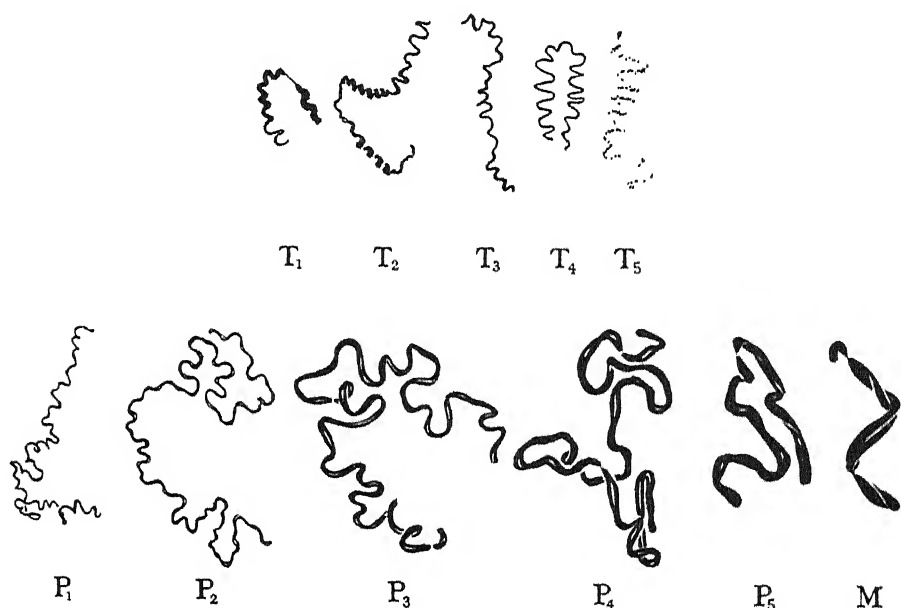 T₁ T₂ T₃ T₄ T₅
P₁ P₂ P₃ P₄ P₅ M